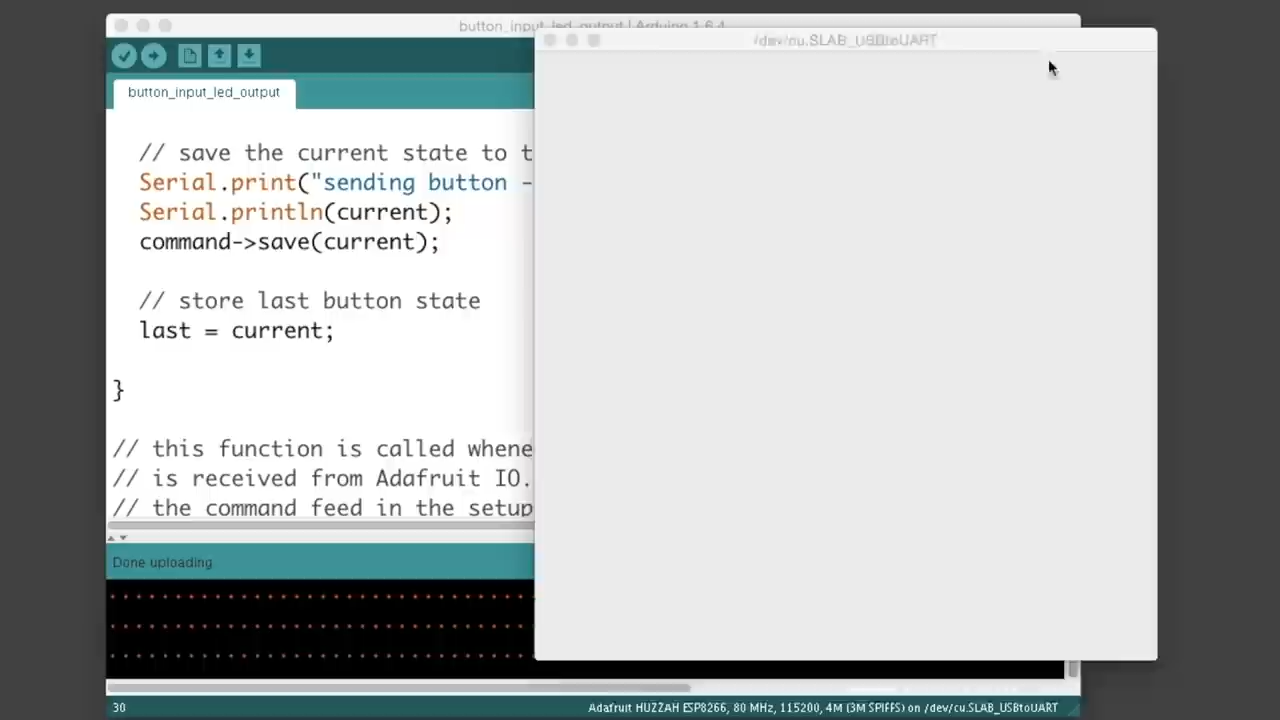 button_input_led_output | Arduino 1.6.4
/dev/cu.SLAB_USBtoUART
button_input_led_output
// save the current state to t
Serial.print("sending button -
Serial.println(current);
command->save(current);
// store last button state
last = current;
}
// this function is called whene
// is received from Adafruit IO.
// the command feed in the setup
Done uploading
30
Adafruit HUZZAH ESP8266, 80 MHz, 115200, 4M (3M SPIFFS) on /dev/cu.SLAB_USBtoUART